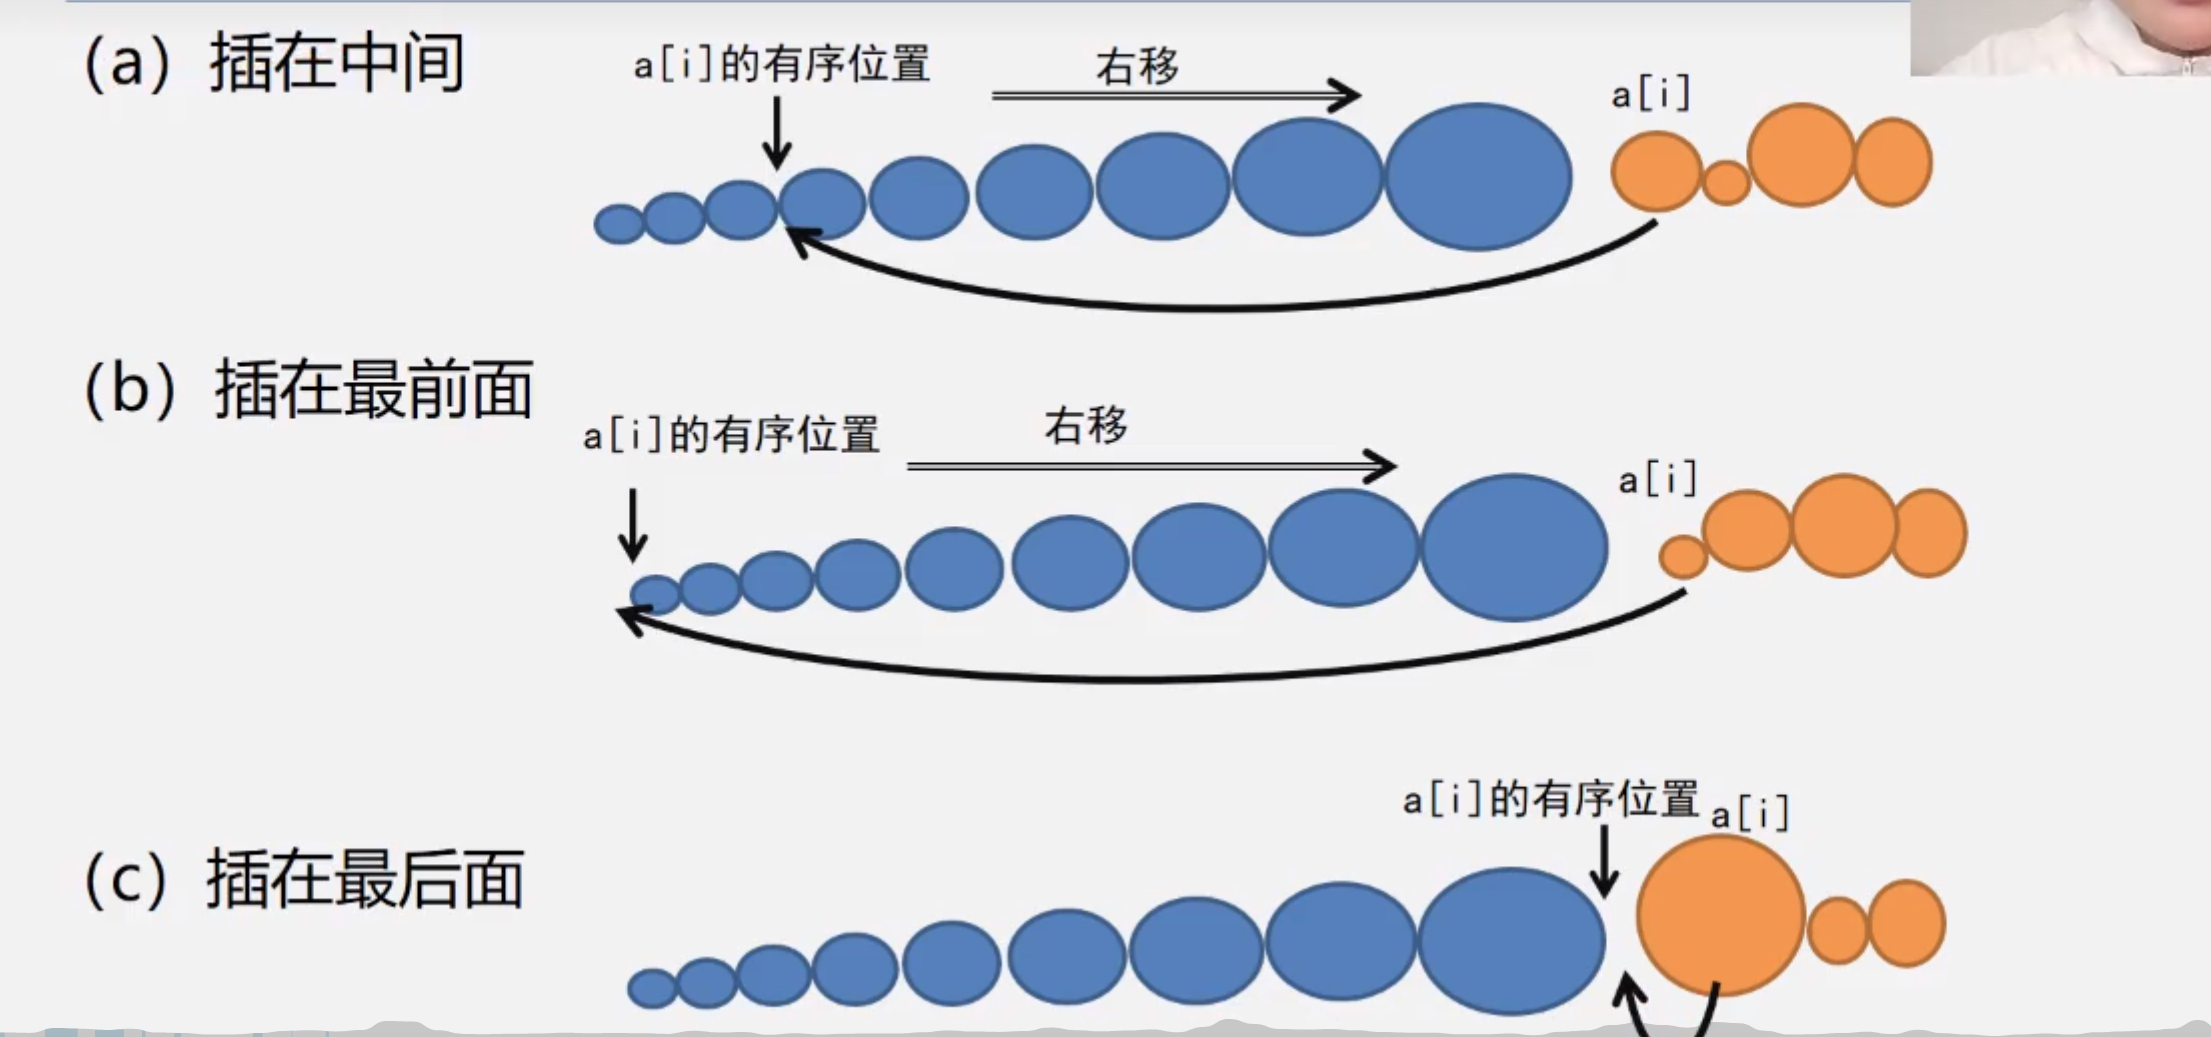 （a）插在中间
a[i]的有序位置
右移
a[i]
（b）插在最前面
a[i]的有序位置
右移
a[i]
（c）插在最后面
a[i]的有序位置
a[i]